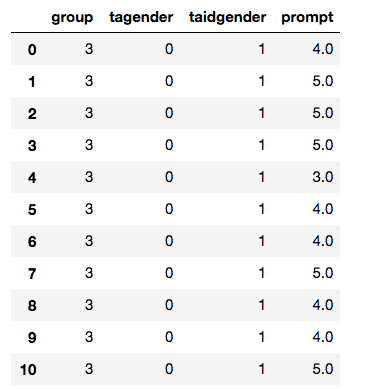 group tagender taidgender prompt
0 3 0 1 4.0
1 3 0 1 5.0
2 3 0 1 5.0
3 3 0 1 5.0
4 3 0 1 3.0
5 3 0 1 4.0
6 3 0 1 4.0
7 3 0 1 5.0
8 3 0 1 4.0
9 3 0 1 4.0
10 3 0 1 5.0